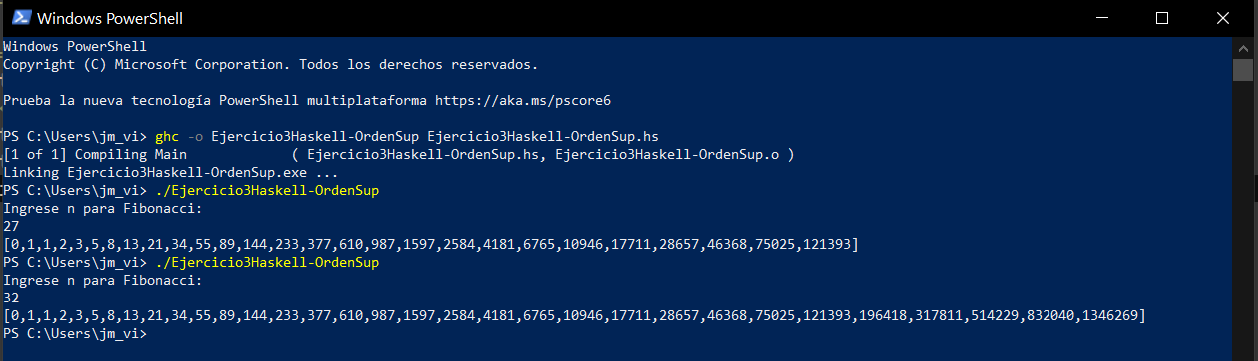 Windows PowerShell
Windows PowerShell
Copyright (C) Microsoft Corporation. Todos los derechos reservados.
Prueba la nueva tecnología PowerShell multiplataforma https://aka.ms/pscore6
PS C:\Users\jm_vi> ghc -o Ejercicio3Haskell-OrdenSup Ejercicio3Haskell-OrdenSup.hs
[1 of 1] Compiling Main             ( Ejercicio3Haskell-OrdenSup.hs, Ejercicio3Haskell-OrdenSup.o )
Linking Ejercicio3Haskell-OrdenSup.exe ...
PS C:\Users\jm_vi> ./Ejercicio3Haskell-OrdenSup
Ingrese n para Fibonacci:
27
[0,1,1,2,3,5,8,13,21,34,55,89,144,233,377,610,987,1597,2584,4181,6765,10946,17711,28657,46368,75025,121393]
PS C:\Users\jm_vi> ./Ejercicio3Haskell-OrdenSup
Ingrese n para Fibonacci:
32
[0,1,1,2,3,5,8,13,21,34,55,89,144,233,377,610,987,1597,2584,4181,6765,10946,17711,28657,46368,75025,121393,196418,317811,514229,832040,1346269]
PS C:\Users\jm_vi>